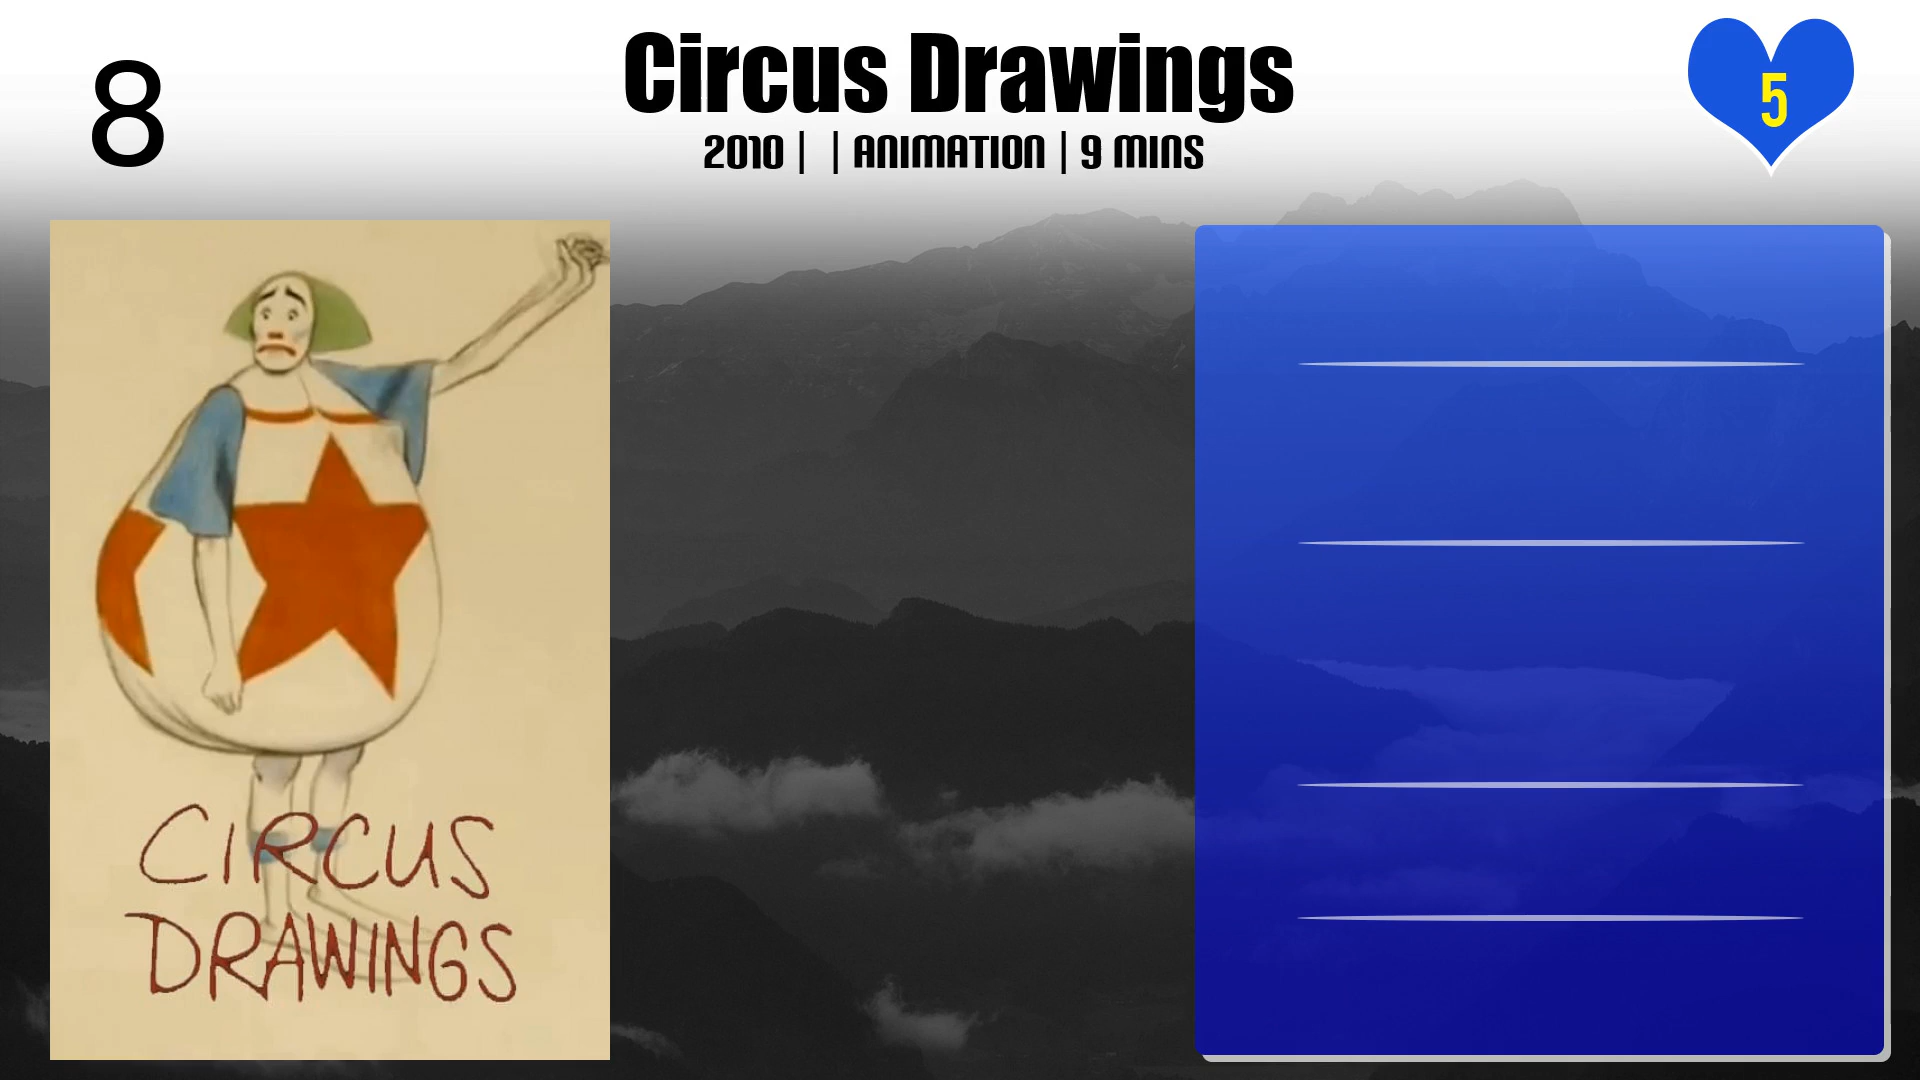 8
Circus Drawings
2010 | | ANIMATION | 9 MINS
5
CIRCUS
DRAWINGS